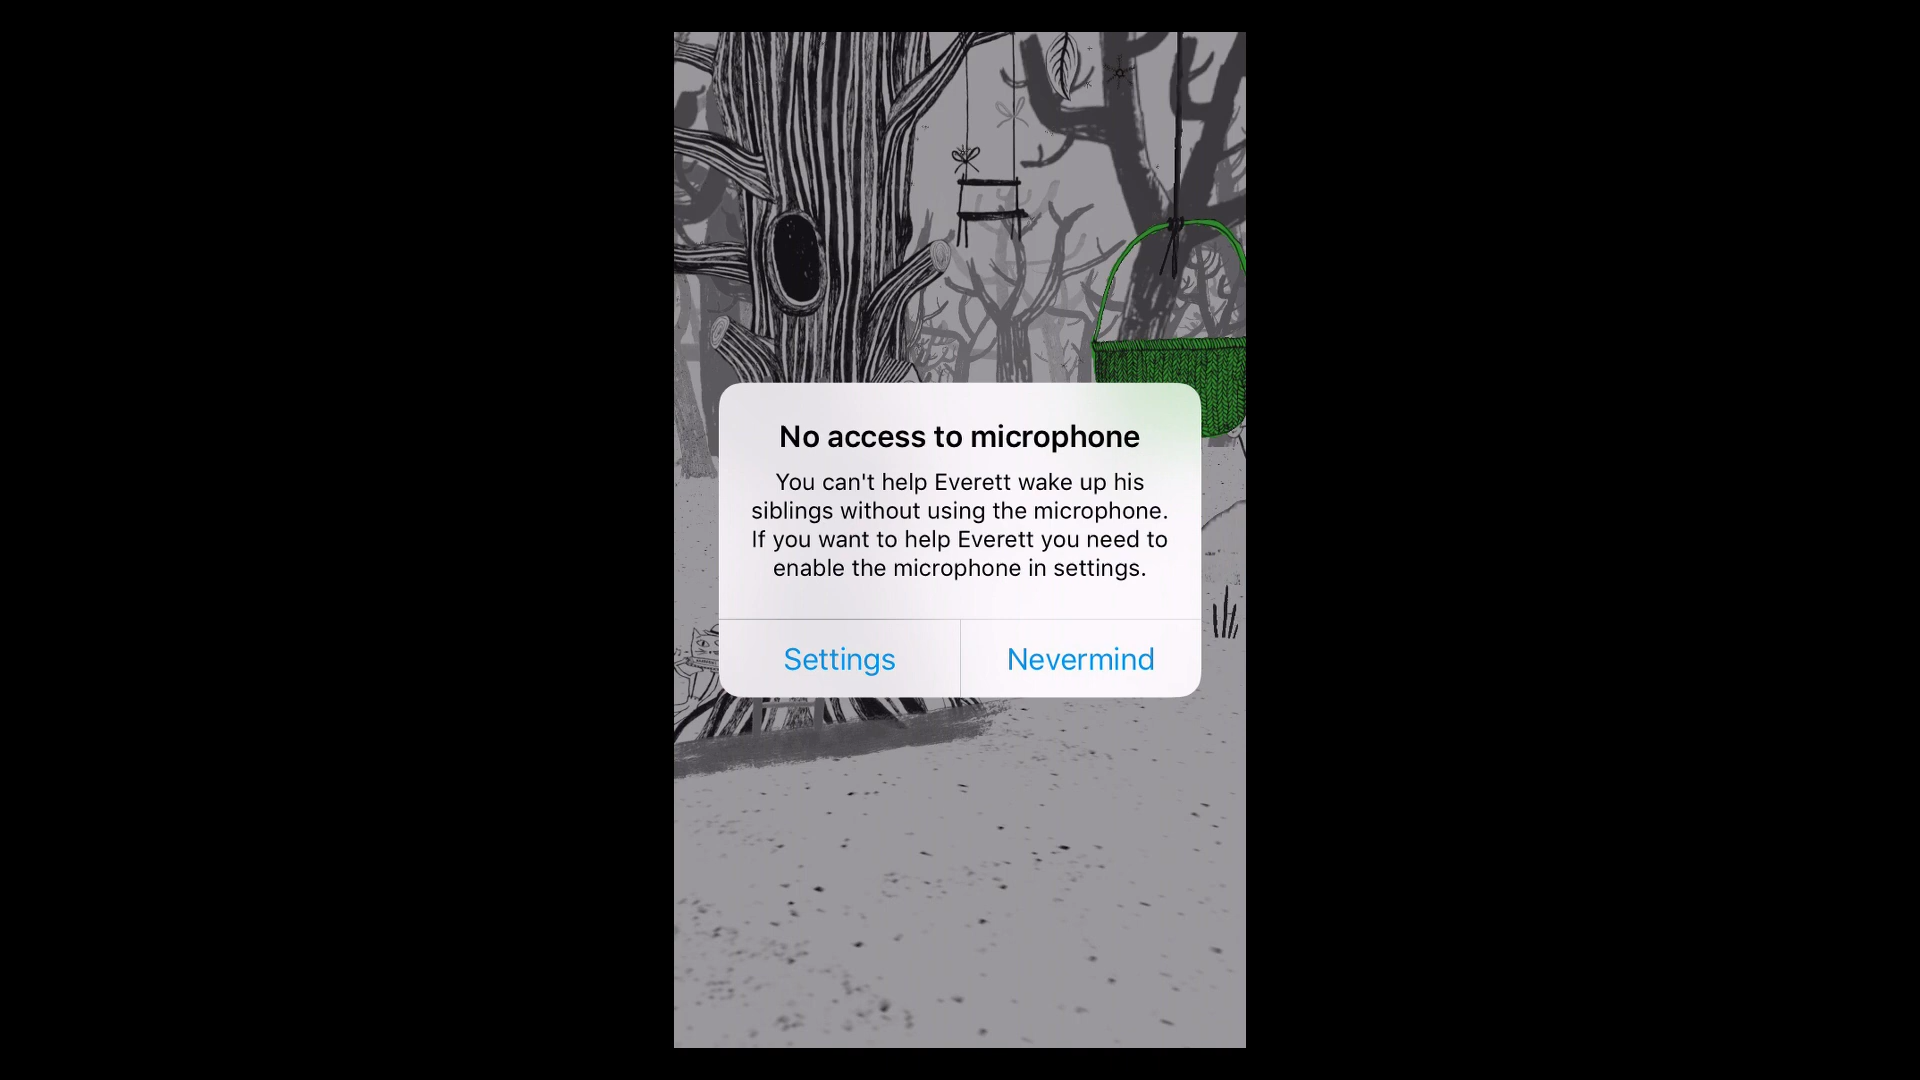 No access to microphone
You can't help Everett wake up his
siblings without using the microphone.
If you want to help Everett you need to
enable the microphone in settings.
Settings
Nevermind